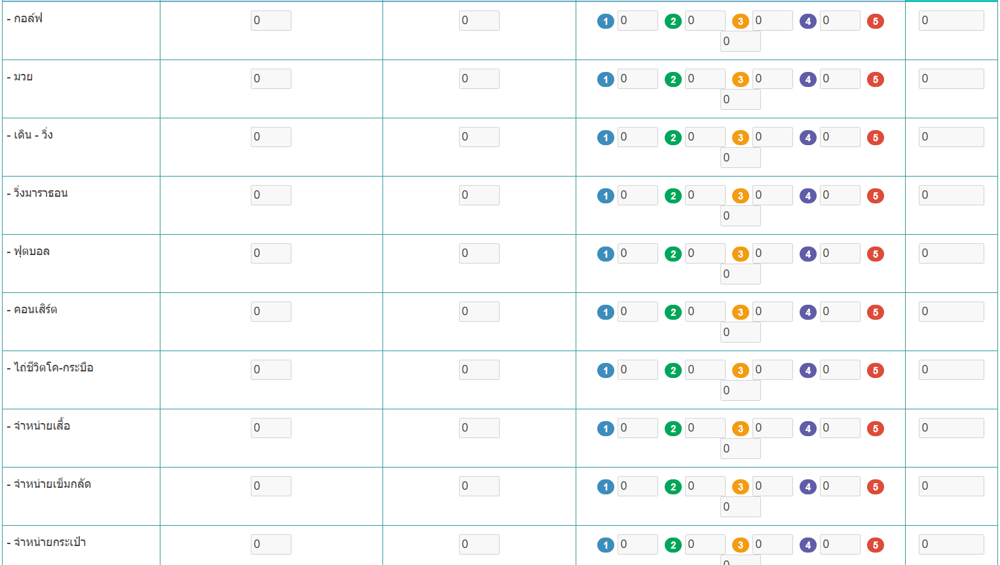 - กอล์ฟ 0 0 1 0 2 0 3 0 4 0 5 0
0
- มวย 0 0 1 0 2 0 3 0 4 0 5 0
0
- เดิน - วิ่ง 0 0 1 0 2 0 3 0 4 0 5 0
0
- วิ่งมาราธอน 0 0 1 0 2 0 3 0 4 0 5 0
0
- ฟุตบอล 0 0 1 0 2 0 3 0 4 0 5 0
0
- คอนเสิร์ต 0 0 1 0 2 0 3 0 4 0 5 0
0
- ไถ่ชีวิตโค-กระบือ 0 0 1 0 2 0 3 0 4 0 5 0
0
- จำหน่ายเสื้อ 0 0 1 0 2 0 3 0 4 0 5 0
0
- จำหน่ายเข็มกลัด 0 0 1 0 2 0 3 0 4 0 5 0
0
- จำหน่ายกระเป๋า 0 0 1 0 2 0 3 0 4 0 5 0
0